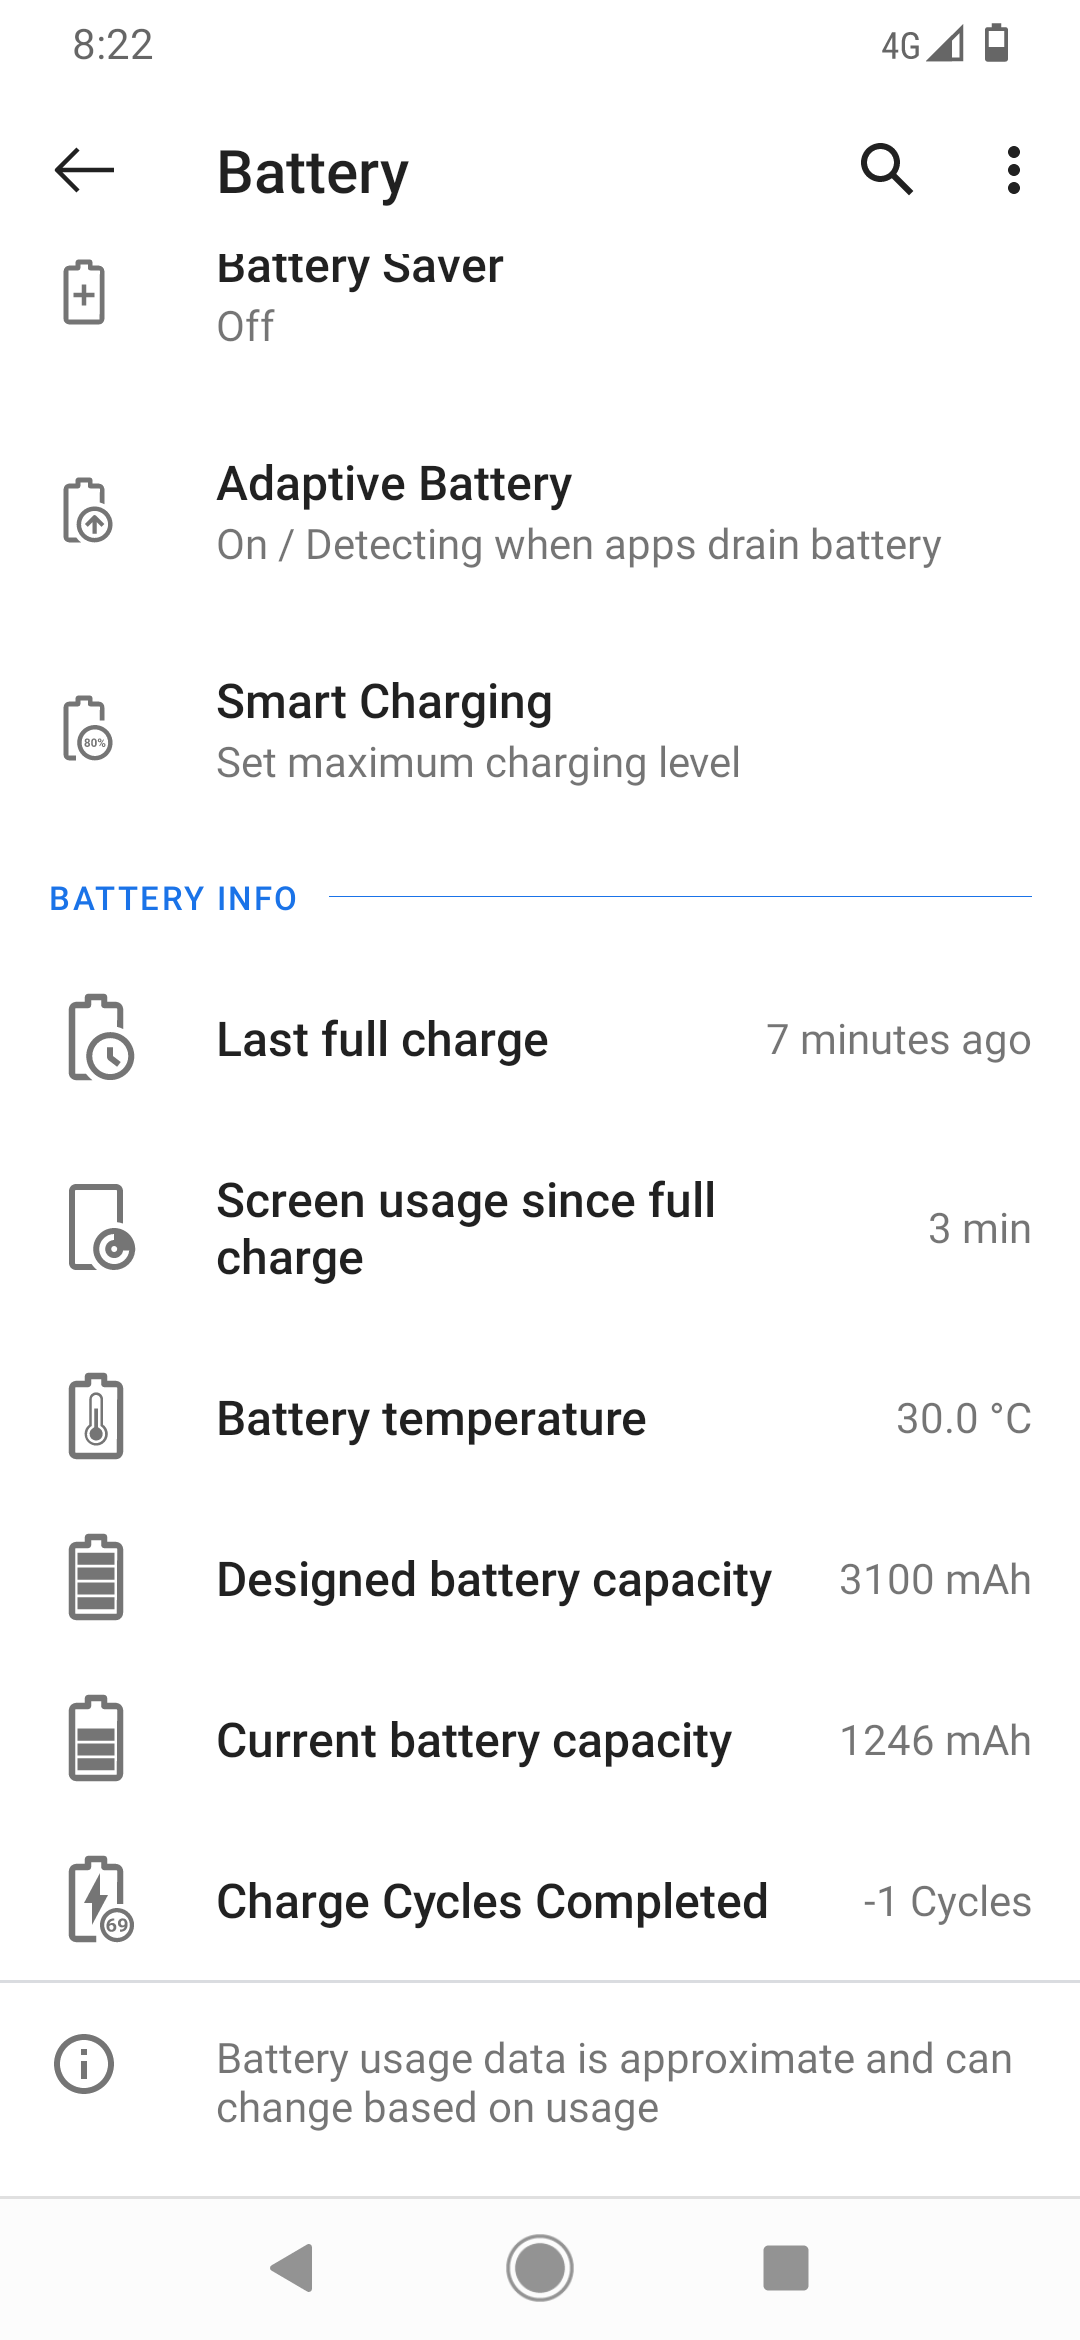 8:22
4G
Battery
Battery Saver
Off
Adaptive Battery
On / Detecting when apps drain battery
80%
Smart Charging
Set maximum charging level
BATTERY INFO
Last full charge
7 minutes ago
Screen usage since full
charge
3 min
Battery temperature
30.0 °C
Designed battery capacity
3100 mAh
Current battery capacity
1246 mAh
69
Charge Cycles Completed
-1 Cycles
Battery usage data is approximate and can
change based on usage